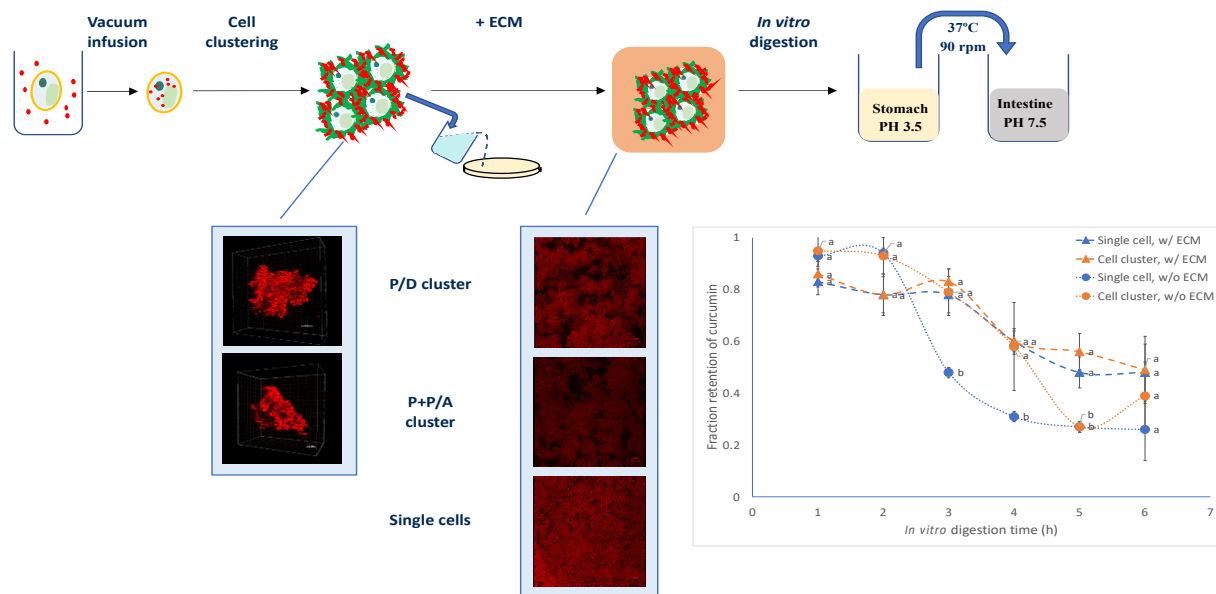 Vacuum
infusion
Cell
clustering
+ ECM
In vitro
digestion
37ºC
90 rpm
Stomach
PH 3.5
Intestine
PH 7.5
P/D cluster
P+P/A
cluster
Single cells
Fraction retention of curcumin
1
0.8
0.6
0.4
0.2
0
0
1
2
3
4
5
6
7
In vitro digestion time (h)
Single cell, w/ ECM
Cell cluster, w/ ECM
Single cell, w/o ECM
Cell cluster, w/o ECM
a
a
a
a
a
a a
a a
a
a
b
a a
a
b
a
a
b
b
a
a
a
a